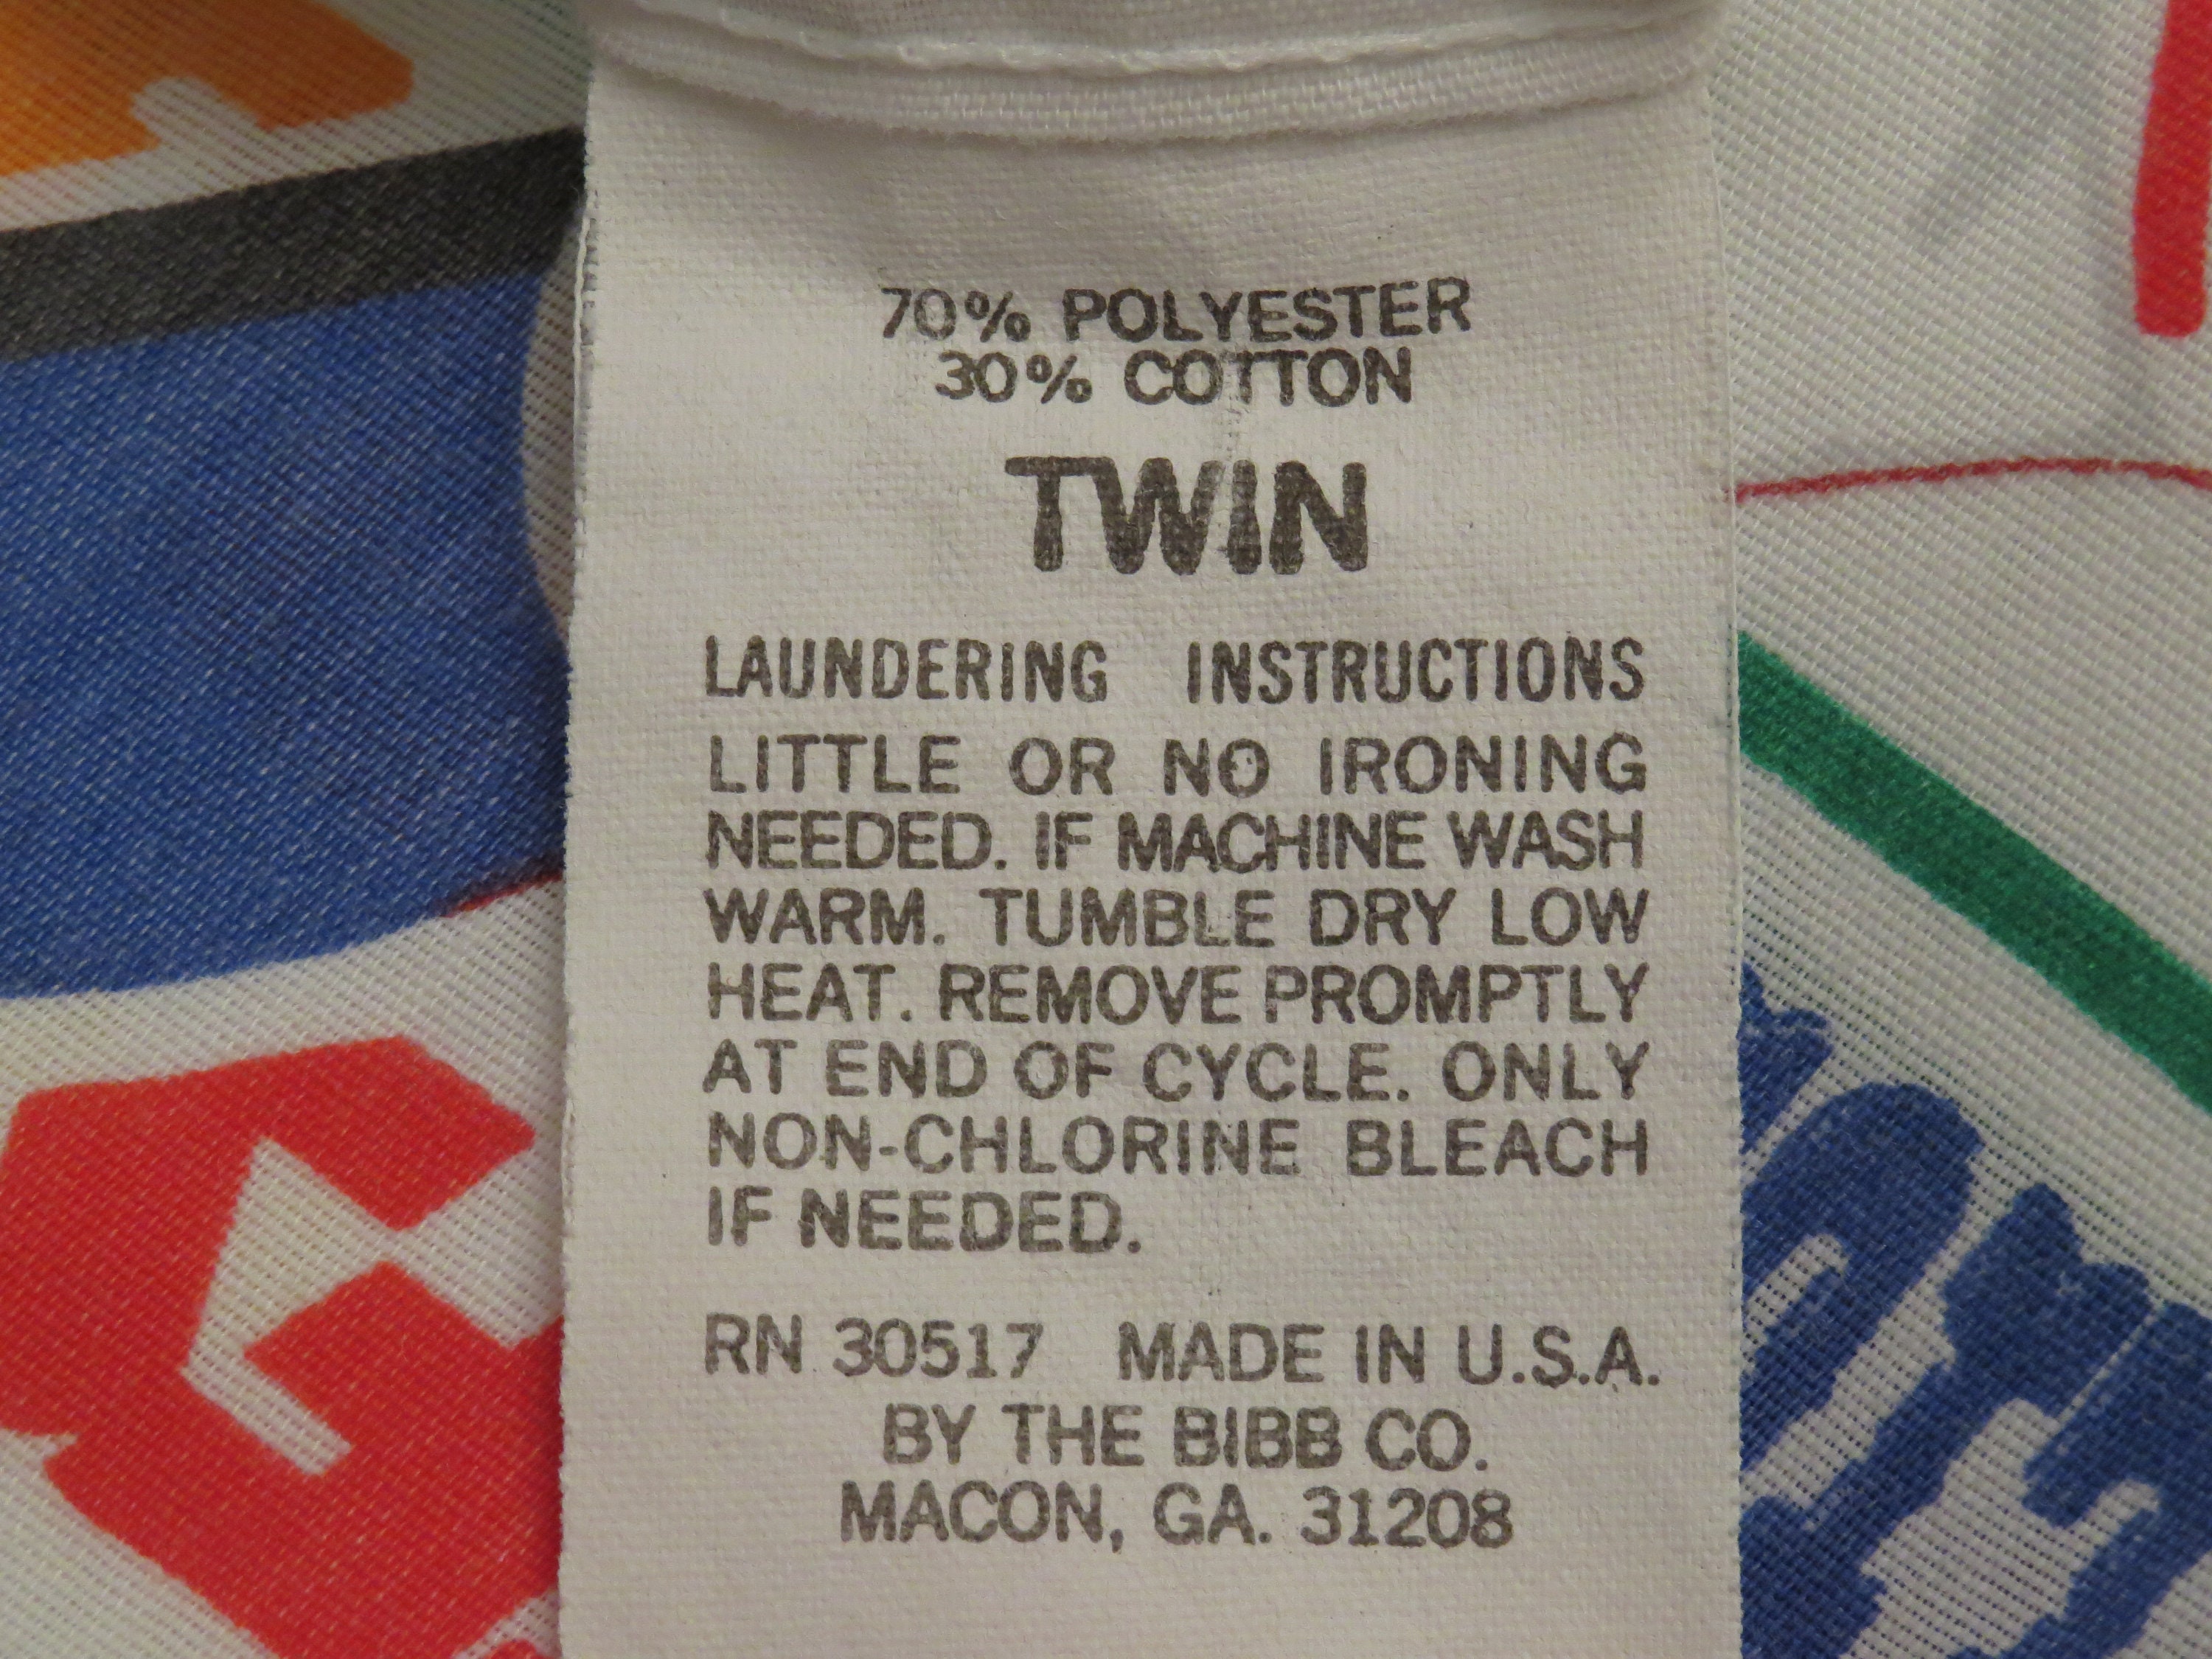 70% POLYESTER
30% COTTON
TWIN
LAUNDERING INSTRUCTIONS
LITTLE OR NO IRONING
NEEDED. IF MACHINE WASH
WARM. TUMBLE DRY LOW
HEAT. REMOVE PROMPTLY
AT END OF CYCLE. ONLY
NON-CHLORINE BLEACH
IF NEEDED.
RN 30517 MADE IN U.S.A.
BY THE BIBB CO.
MACON, GA. 31208